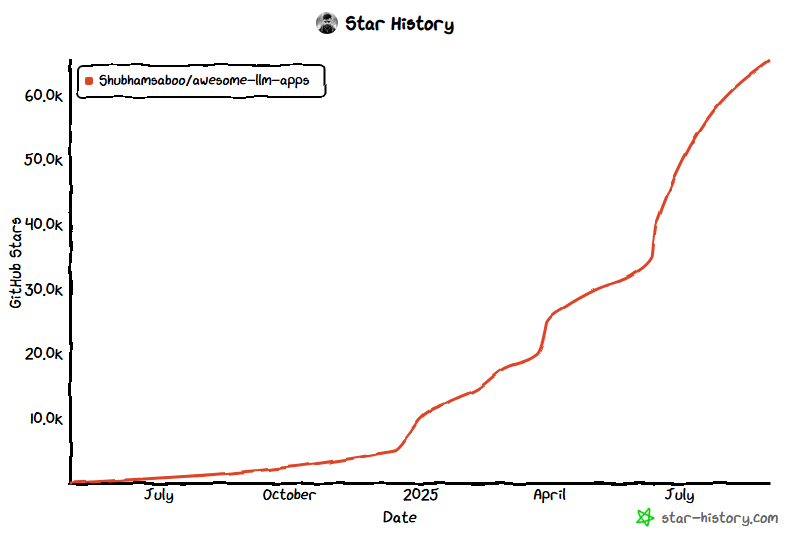 Star History
Shubhamsaboo/awesome-llm-apps
60.0k
50.0k
40.0k
30.0k
20.0k
10.0k
GitHub Stars
July
October
2025
April
July
Date
star-history.com